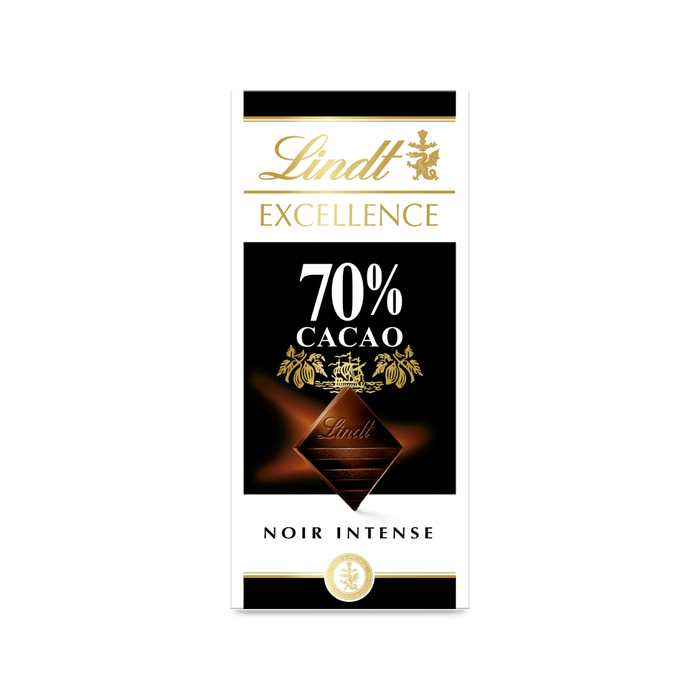 Lindt
EXCELLENCE
70%
CACAO
Lindt
NOIR INTENSE